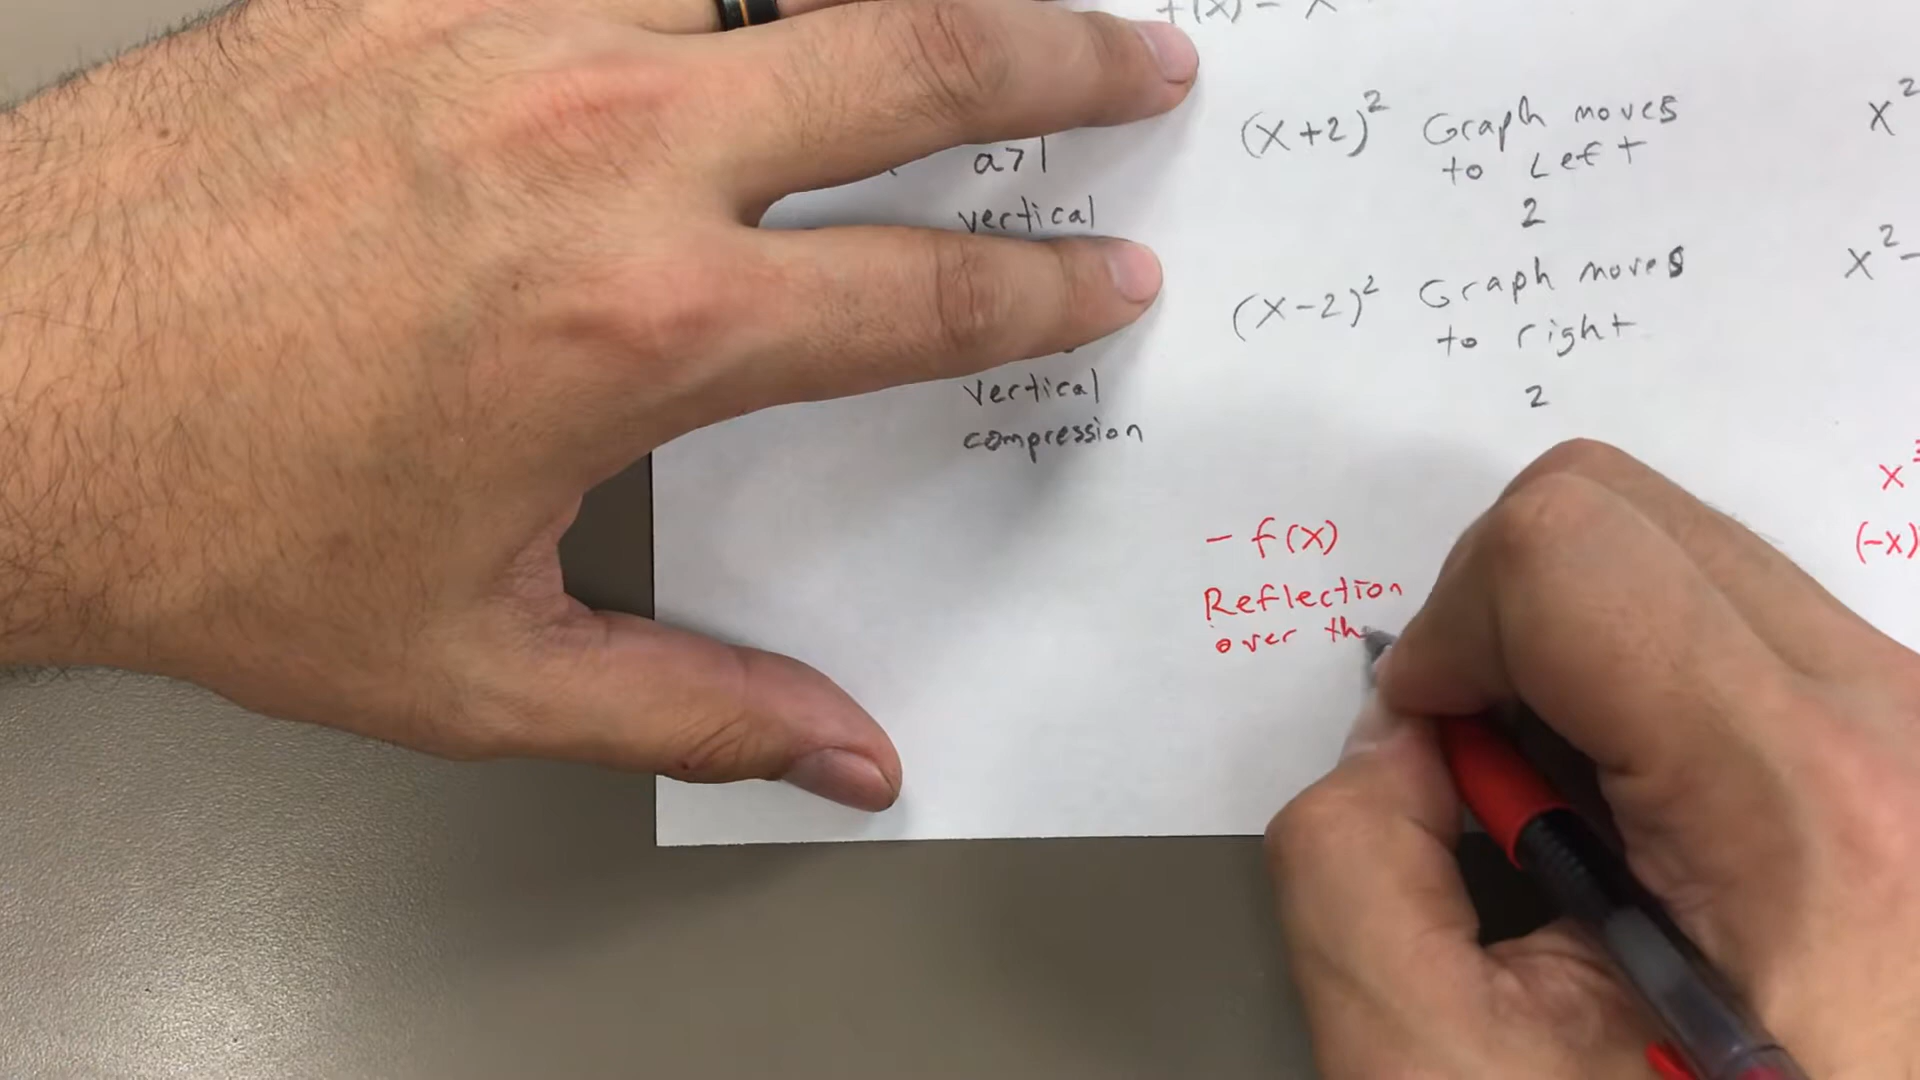 f(x) = x
a>1
vertical
vertical
compression
(x+2)² Graph moves
to Left
2
(x-2)² Graph moves
to right
2
- f(x)
Reflection
over th
x²
x² -
x³
(-x)